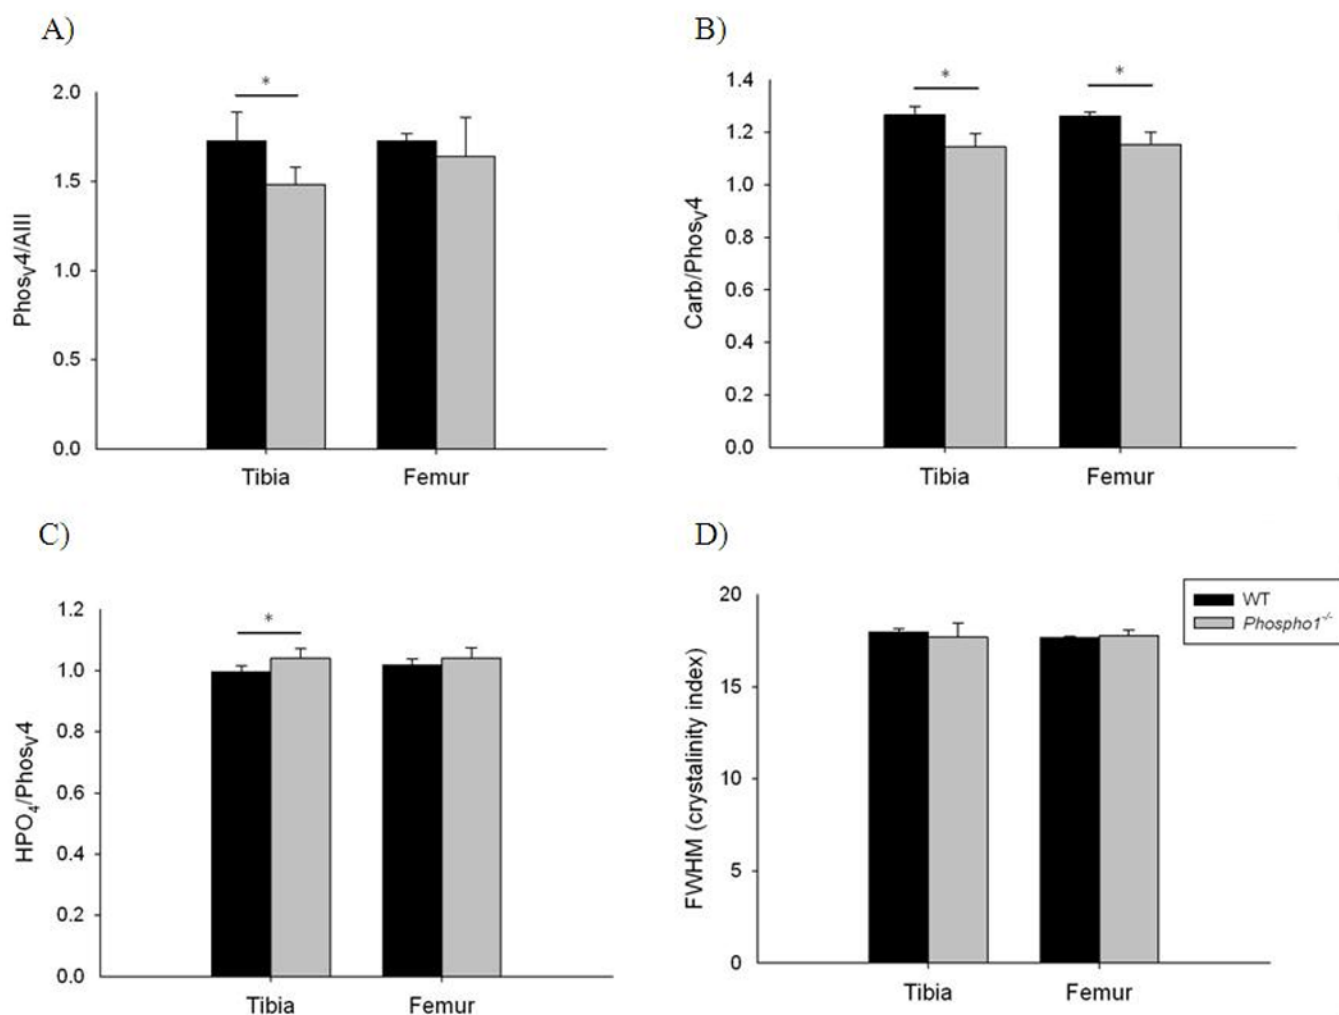 A)
*
2.0
1.5
1.0
0.5
0.0
Phosv4/AIII
Tibia
Femur
B)
*
*
1.4
1.2
1.0
0.8
0.6
0.4
0.2
0.0
Carb/Phosv4
Tibia
Femur
C)
*
1.2
1.0
0.8
0.6
0.4
0.2
0.0
HPO₄/Phosv4
Tibia
Femur
D)
20
15
10
5
0
FWHM (crystalinity index)
Tibia
Femur
WT
Phospho1⁻/⁻